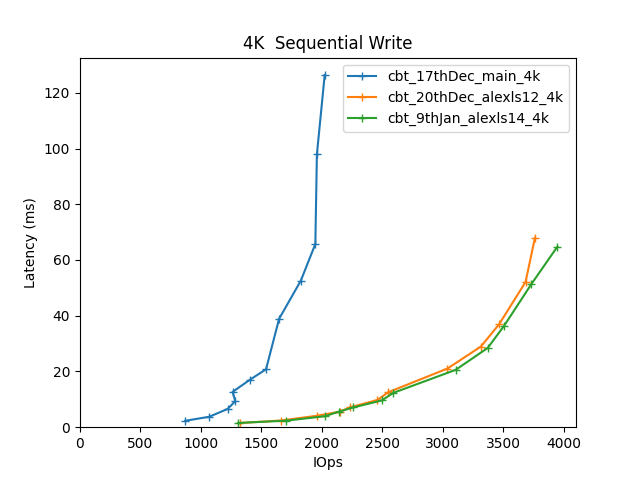 4K  Sequential Write
cbt_17thDec_main_4k
cbt_20thDec_alexls12_4k
cbt_9thJan_alexls14_4k
Latency (ms)
120
100
80
60
40
20
0
0 500 1000 1500 2000 2500 3000 3500 4000
IOps